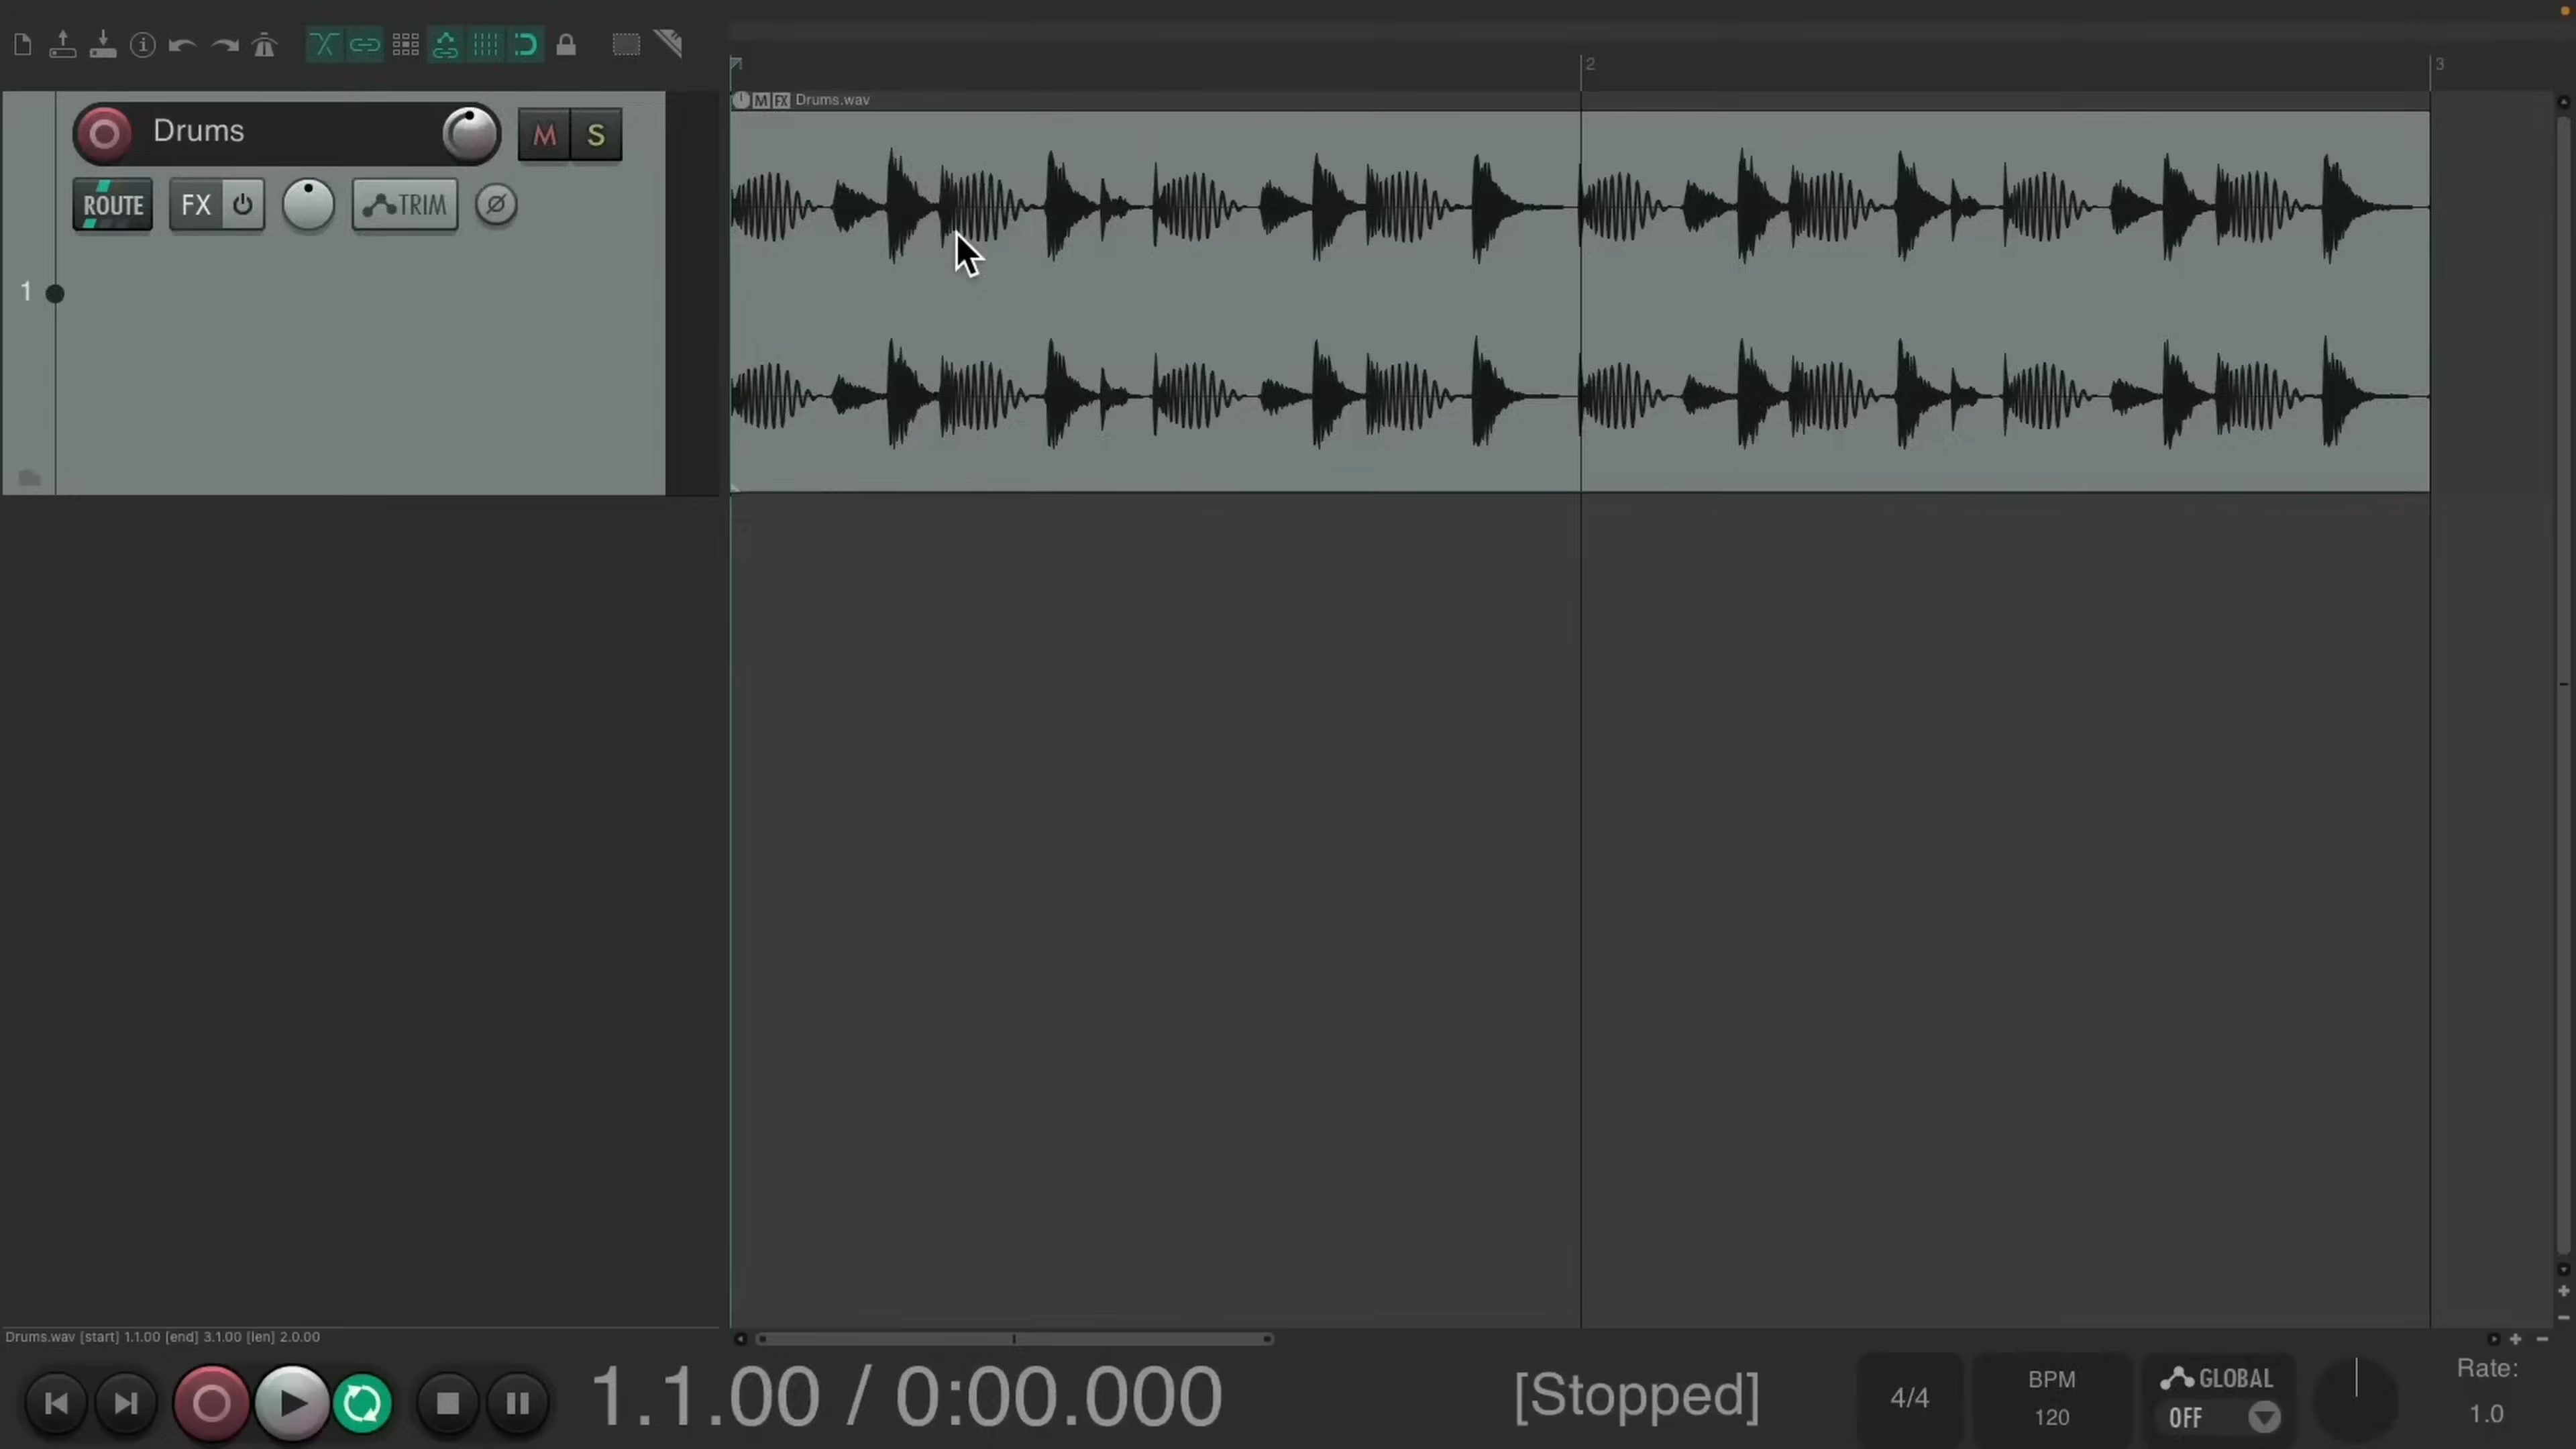 1
2
3
M FX Drums.wav
Drums
M S
ROUTE FX TRIM
1
Drums.wav [start] 1.1.00 [end] 3.1.00 [len] 2.0.00
1.1.00 / 0:00.000
[Stopped]
4/4
BPM
120
GLOBAL
OFF
Rate:
1.0